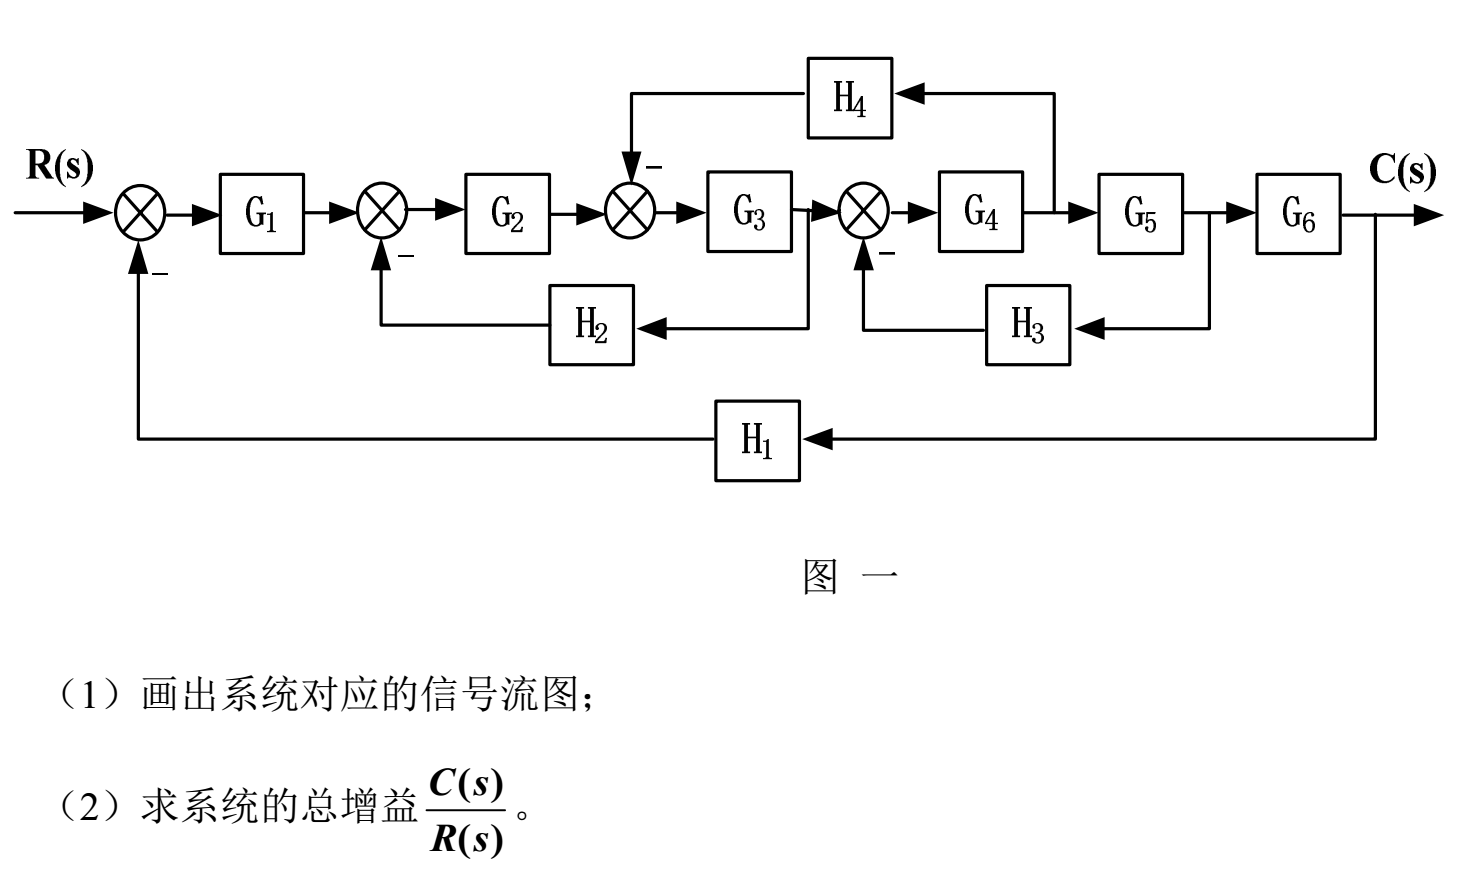 H₄
R(s) G₁ G₂ G₃ G₄ G₅ G₆ C(s)
− − − −
H₂ H₃
H₁
图 一
（1）画出系统对应的信号流图；
（2）求系统的总增益 C(s)/R(s) 。